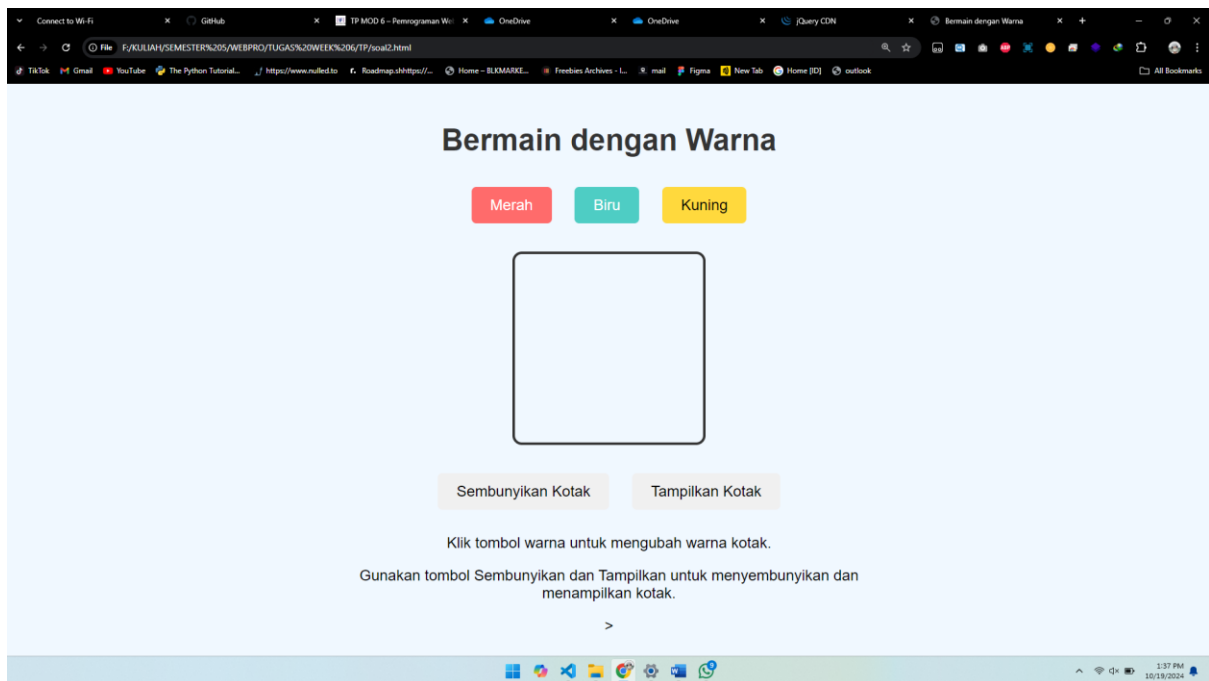 Connect to Wi-Fi
GitHub
TP MOD 6 – Pemrograman We
OneDrive
OneDrive
jQuery CDN
Bermain dengan Warna
File F:/KULIAH/SEMESTER%205/WEBPRO/TUGAS%20WEEK%206/TP/soal2.html
TikTok Gmail YouTube The Python Tutorial... https://www.nulled.to Roadmap.shhttps://... Home – BLKMARKE... Freebies Archives - I... mail Figma New Tab Home [ID] outlook All Bookmarks
Bermain dengan Warna
Merah Biru Kuning
Sembunyikan Kotak Tampilkan Kotak
Klik tombol warna untuk mengubah warna kotak.
Gunakan tombol Sembunyikan dan Tampilkan untuk menyembunyikan dan
menampilkan kotak.
>
1:37 PM
10/19/2024